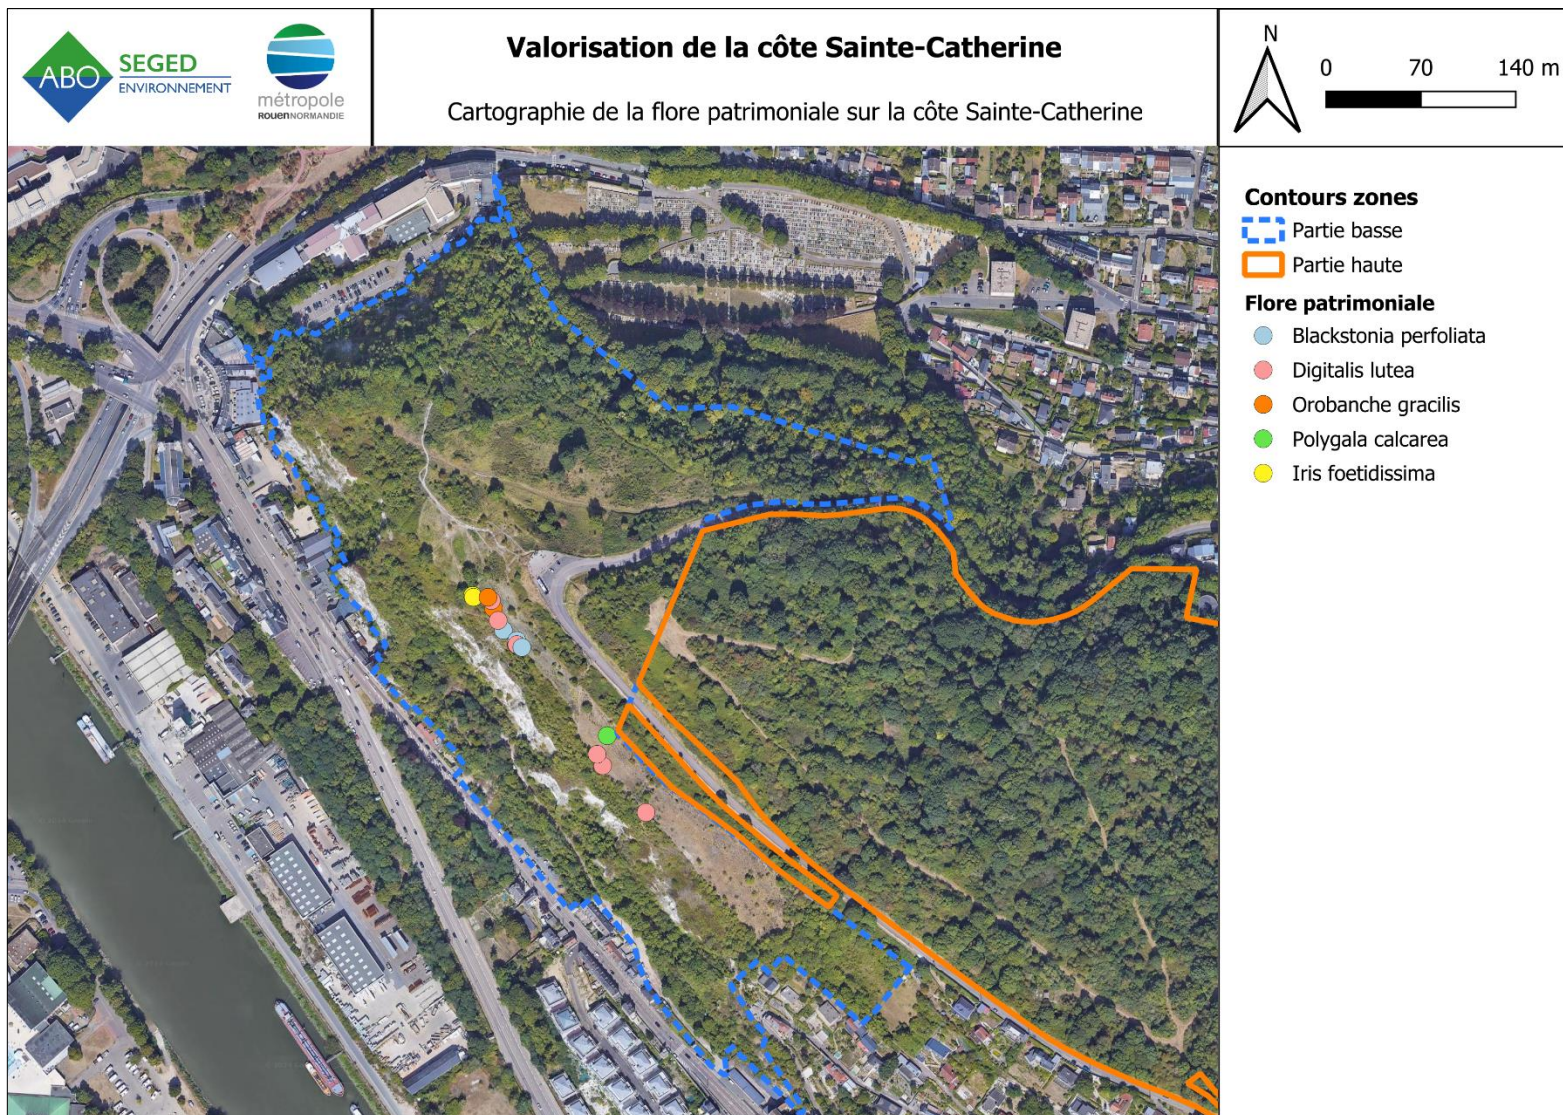 ABO
SEGED
ENVIRONNEMENT
métropole
ROUENNORMANDIE
Valorisation de la côte Sainte-Catherine
Cartographie de la flore patrimoniale sur la côte Sainte-Catherine
N
0 70 140 m
Contours zones
Partie basse
Partie haute
Flore patrimoniale
Blackstonia perfoliata
Digitalis lutea
Orobanche gracilis
Polygala calcarea
Iris foetidissima